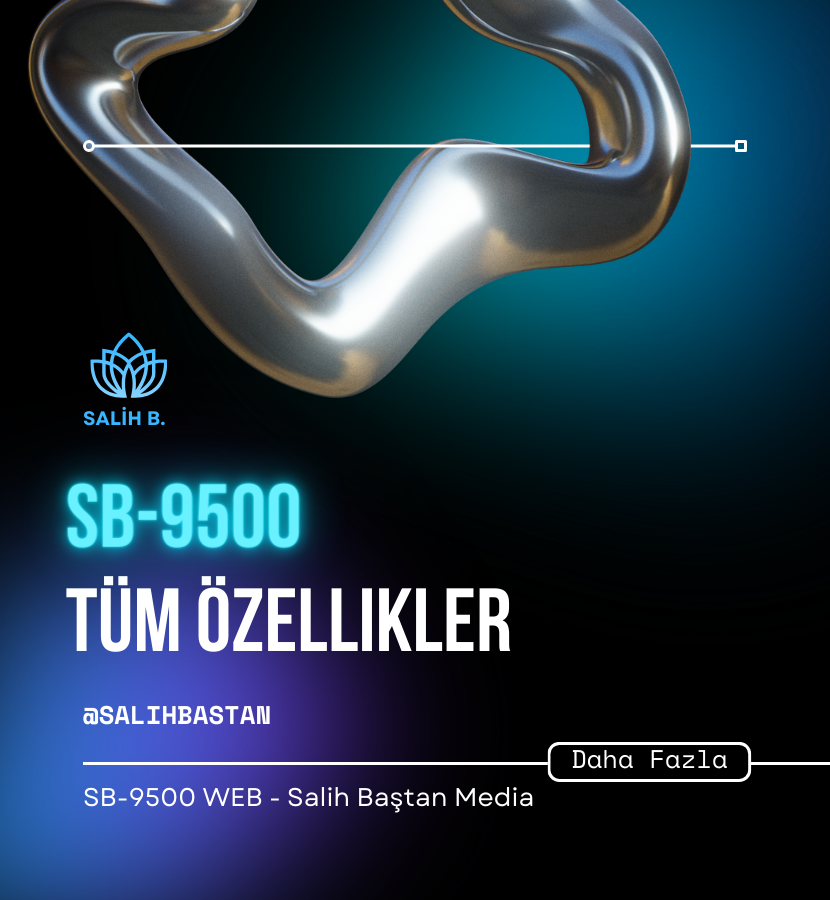 SALİH B.
SB-9500
TÜM ÖZELLIKLER
@SALIHBASTAN
Daha Fazla
SB-9500 WEB - Salih Baştan Media